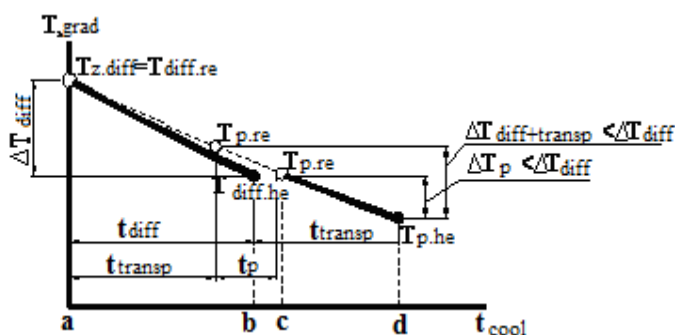 T,grad
Tz.diff=Tdiff.re
ΔTdiff
Tp.re
Tp.re
ΔTdiff+transp <ΔTdiff
ΔTp <ΔTdiff
Tdiff.he
Tp.he
tdiff
ttransp
ttransp
tp
a b c d tcool